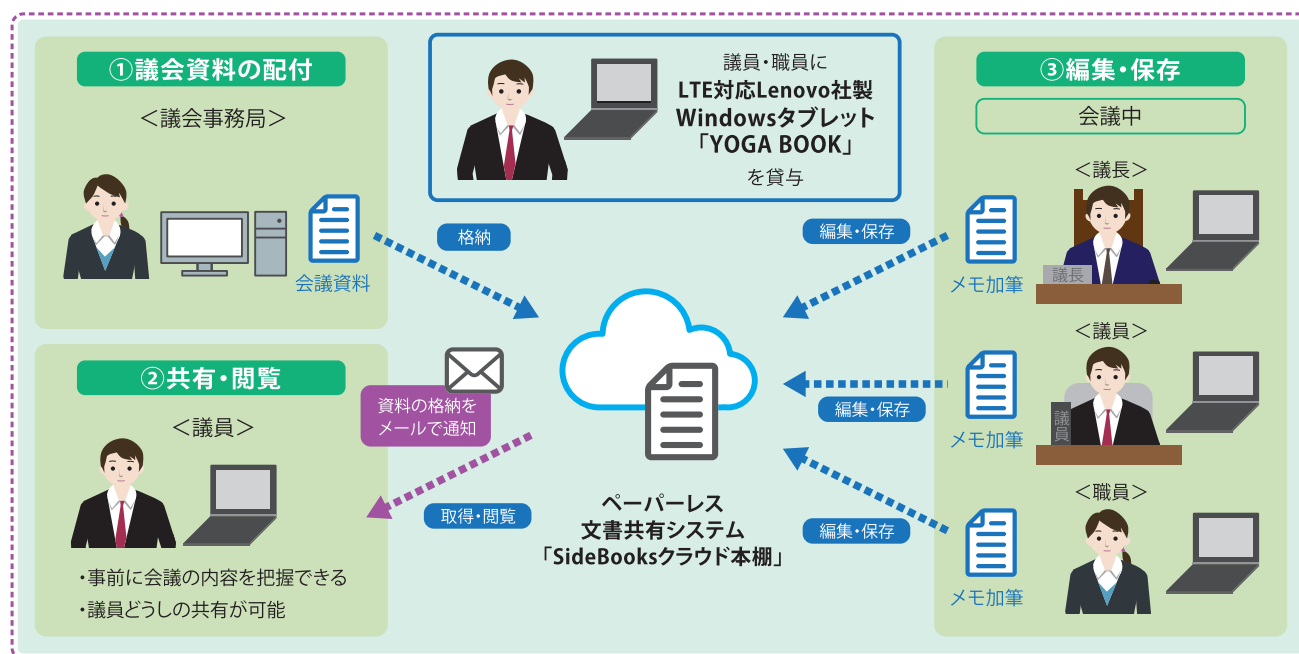 ①議会資料の配付
＜議会事務局＞
会議資料
格納
議員・職員に
LTE対応Lenovo社製
Windowsタブレット
「YOGA BOOK」
を貸与
②共有・閲覧
＜議員＞
・事前に会議の内容を把握できる
・議員どうしの共有が可能
資料の格納を
メールで通知
取得・閲覧
ペーパーレス
文書共有システム
「SideBooksクラウド本棚」
③編集・保存
会議中
＜議長＞
編集・保存
メモ加筆
議長
＜議員＞
編集・保存
メモ加筆
議員
＜職員＞
編集・保存
メモ加筆